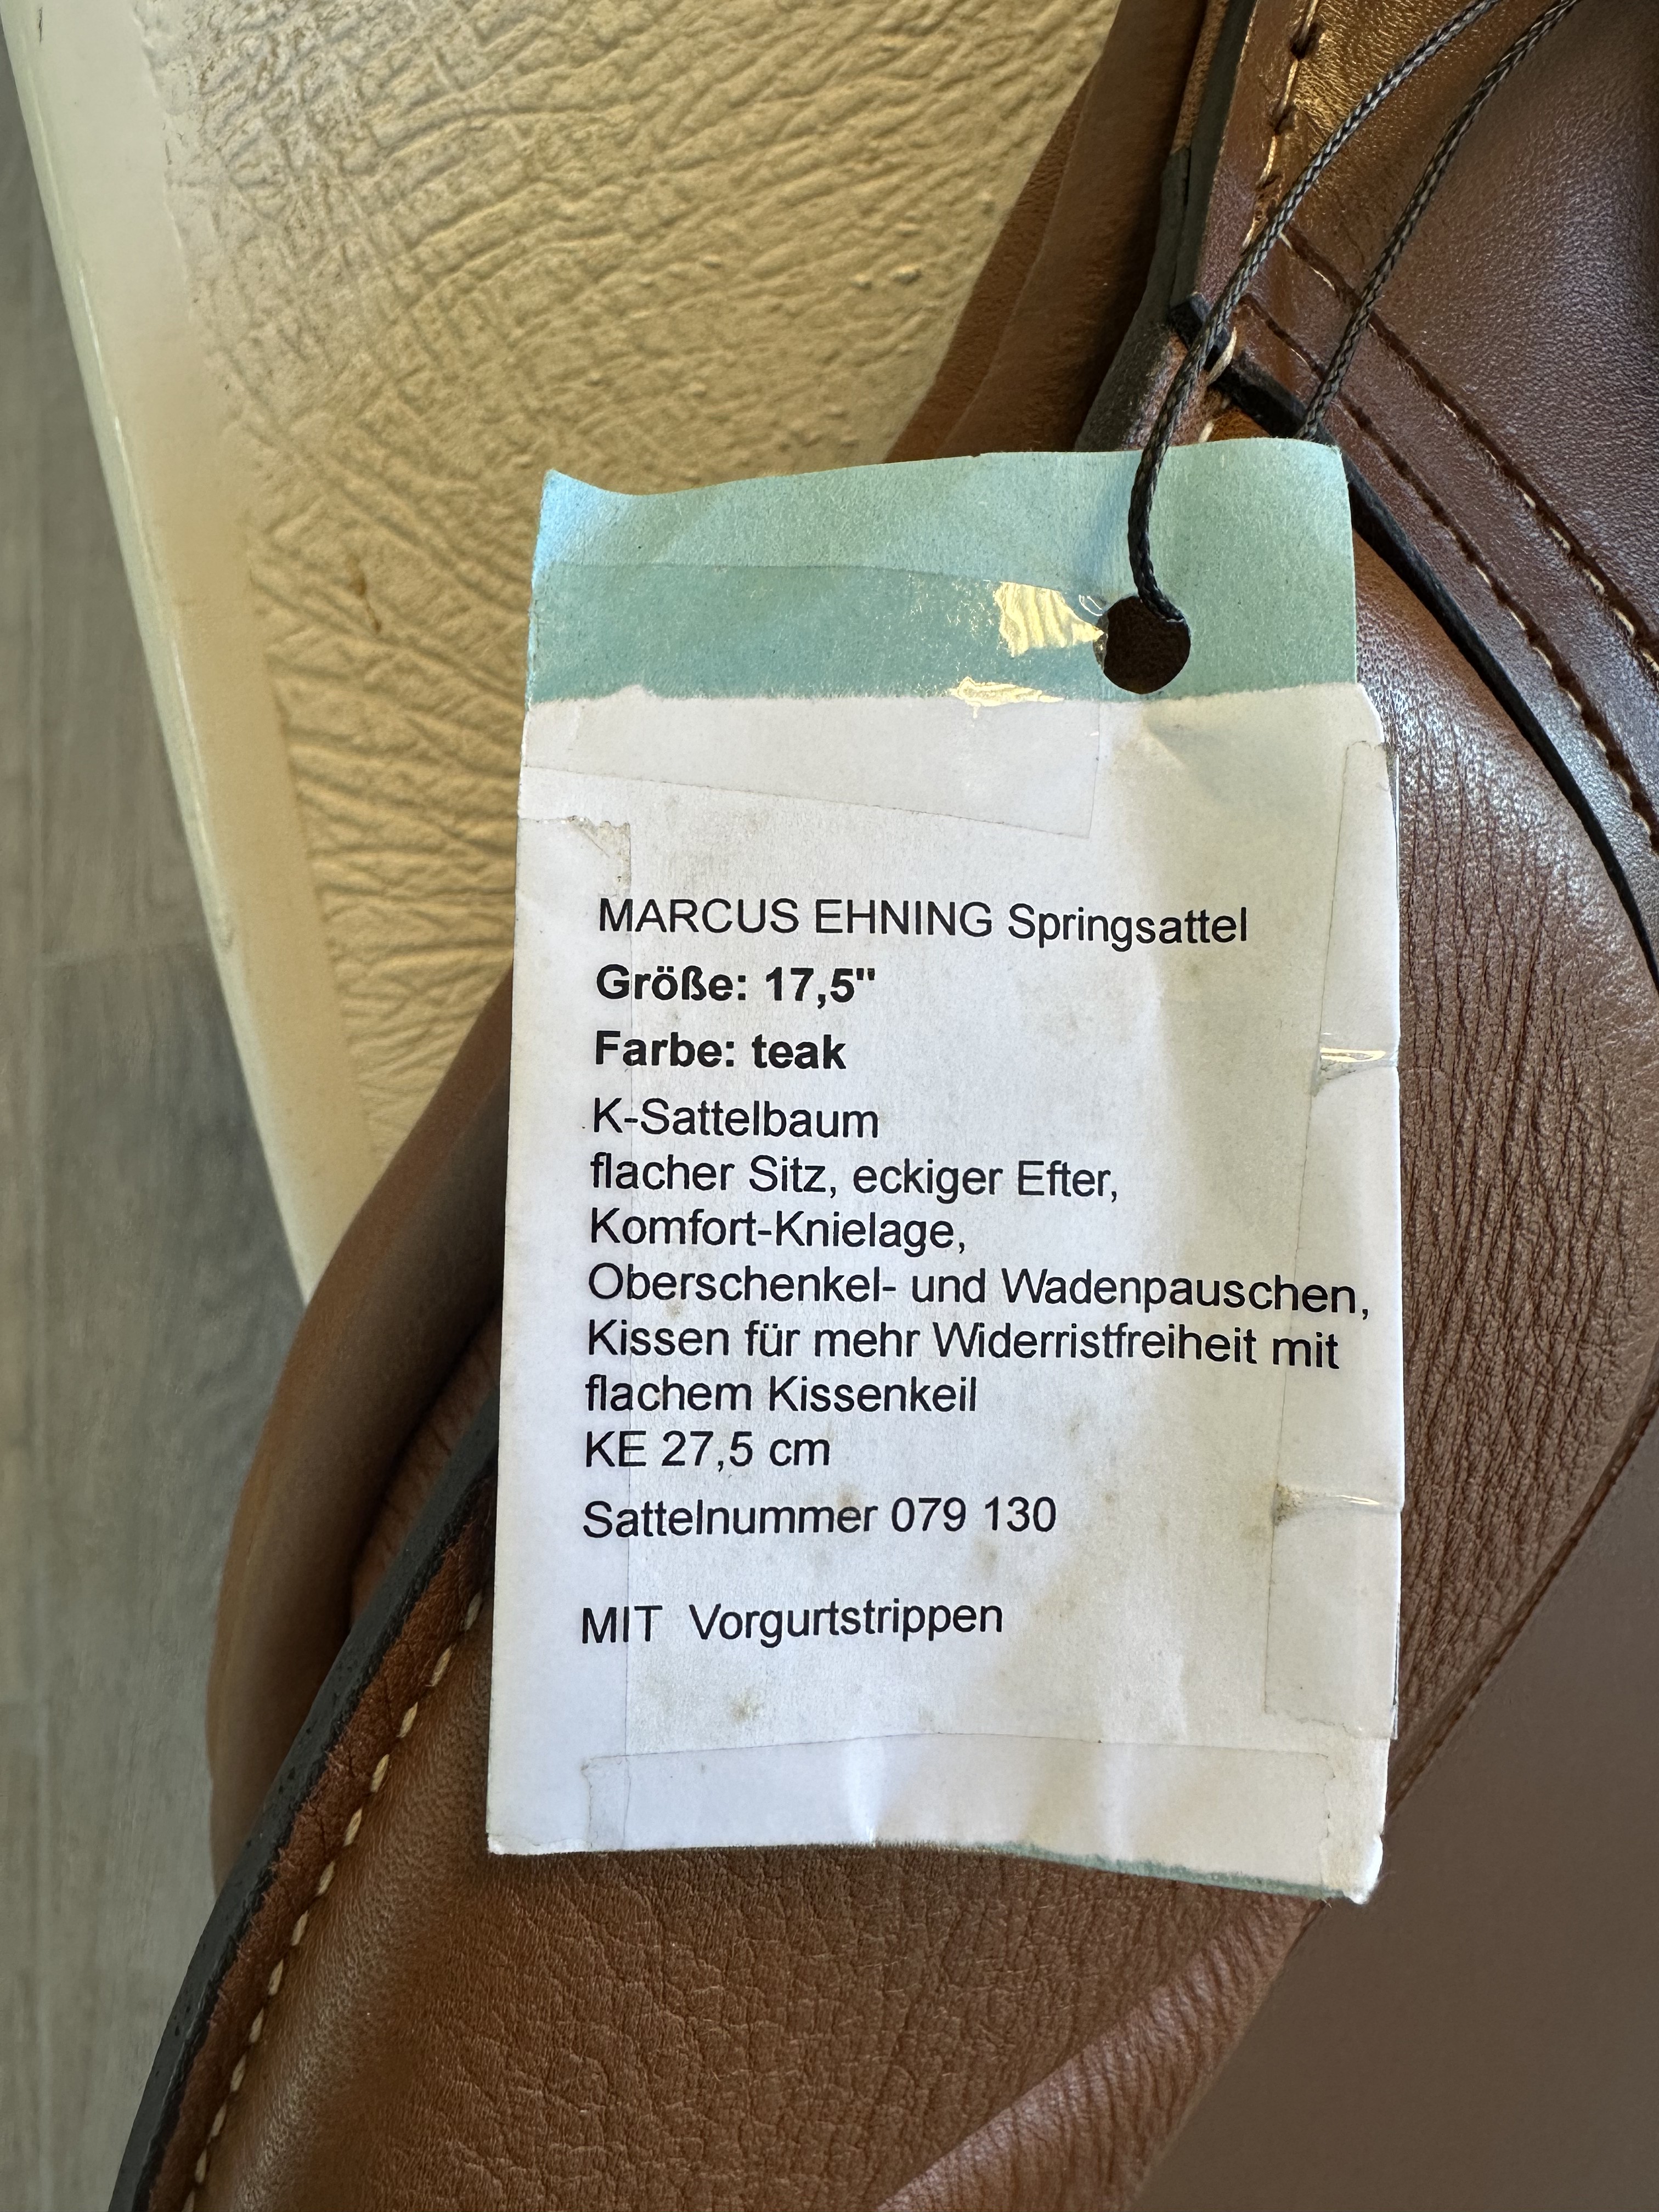 MARCUS EHNING Springsattel
Größe: 17,5"
Farbe: teak
K-Sattelbaum
flacher Sitz, eckiger Efter,
Komfort-Knielage,
Oberschenkel- und Wadenpauschen,
Kissen für mehr Widerristfreiheit mit
flachem Kissenkeil
KE 27,5 cm
Sattelnummer 079 130
MIT Vorgurtstrippen